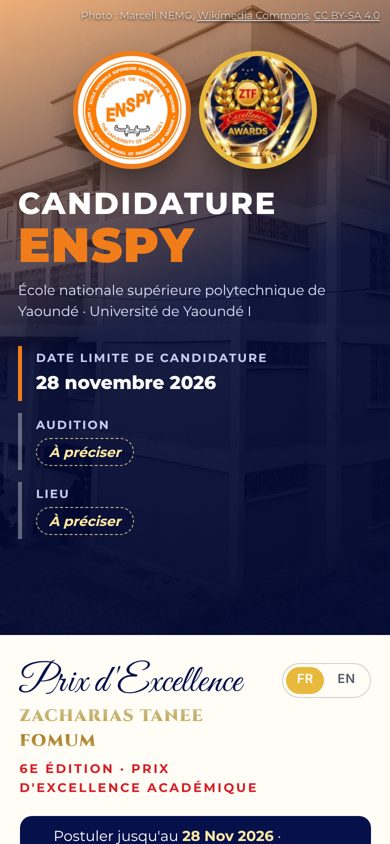 Photo : Marcell NEMG, Wikimedia Commons, CC BY-SA 4.0
ENSPY
ZTF
Excellence
AWARDS
CANDIDATURE
ENSPY
École nationale supérieure polytechnique de
Yaoundé · Université de Yaoundé I
DATE LIMITE DE CANDIDATURE
28 novembre 2026
AUDITION
À préciser
LIEU
À préciser
Prix d'Excellence
FR EN
ZACHARIAS TANEE
FOMUM
6E ÉDITION · PRIX
D'EXCELLENCE ACADÉMIQUE
Postuler jusqu'au 28 Nov 2026 ·